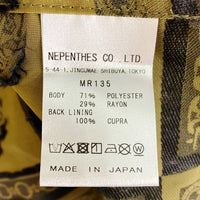 NEPENTHES CO., LTD.
5-44-1, JINGUMAE SHIBUYA, TOKYO
MR135
BODY 71% POLYESTER
29% RAYON
BACK LINING
100% CUPRA
MADE IN JAPAN